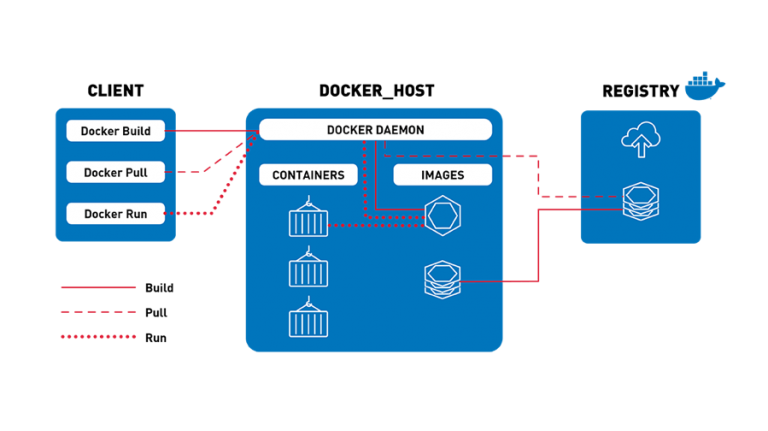 CLIENT
Docker Build
Docker Pull
Docker Run
DOCKER_HOST
DOCKER DAEMON
CONTAINERS
IMAGES
REGISTRY
Build
Pull
Run